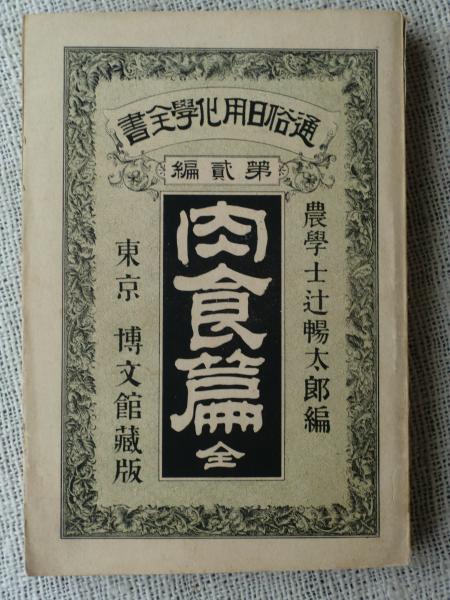 通俗日用化學全書
第貳編
農學士辻暢太郎編
肉食篇全
東京 博文館藏版